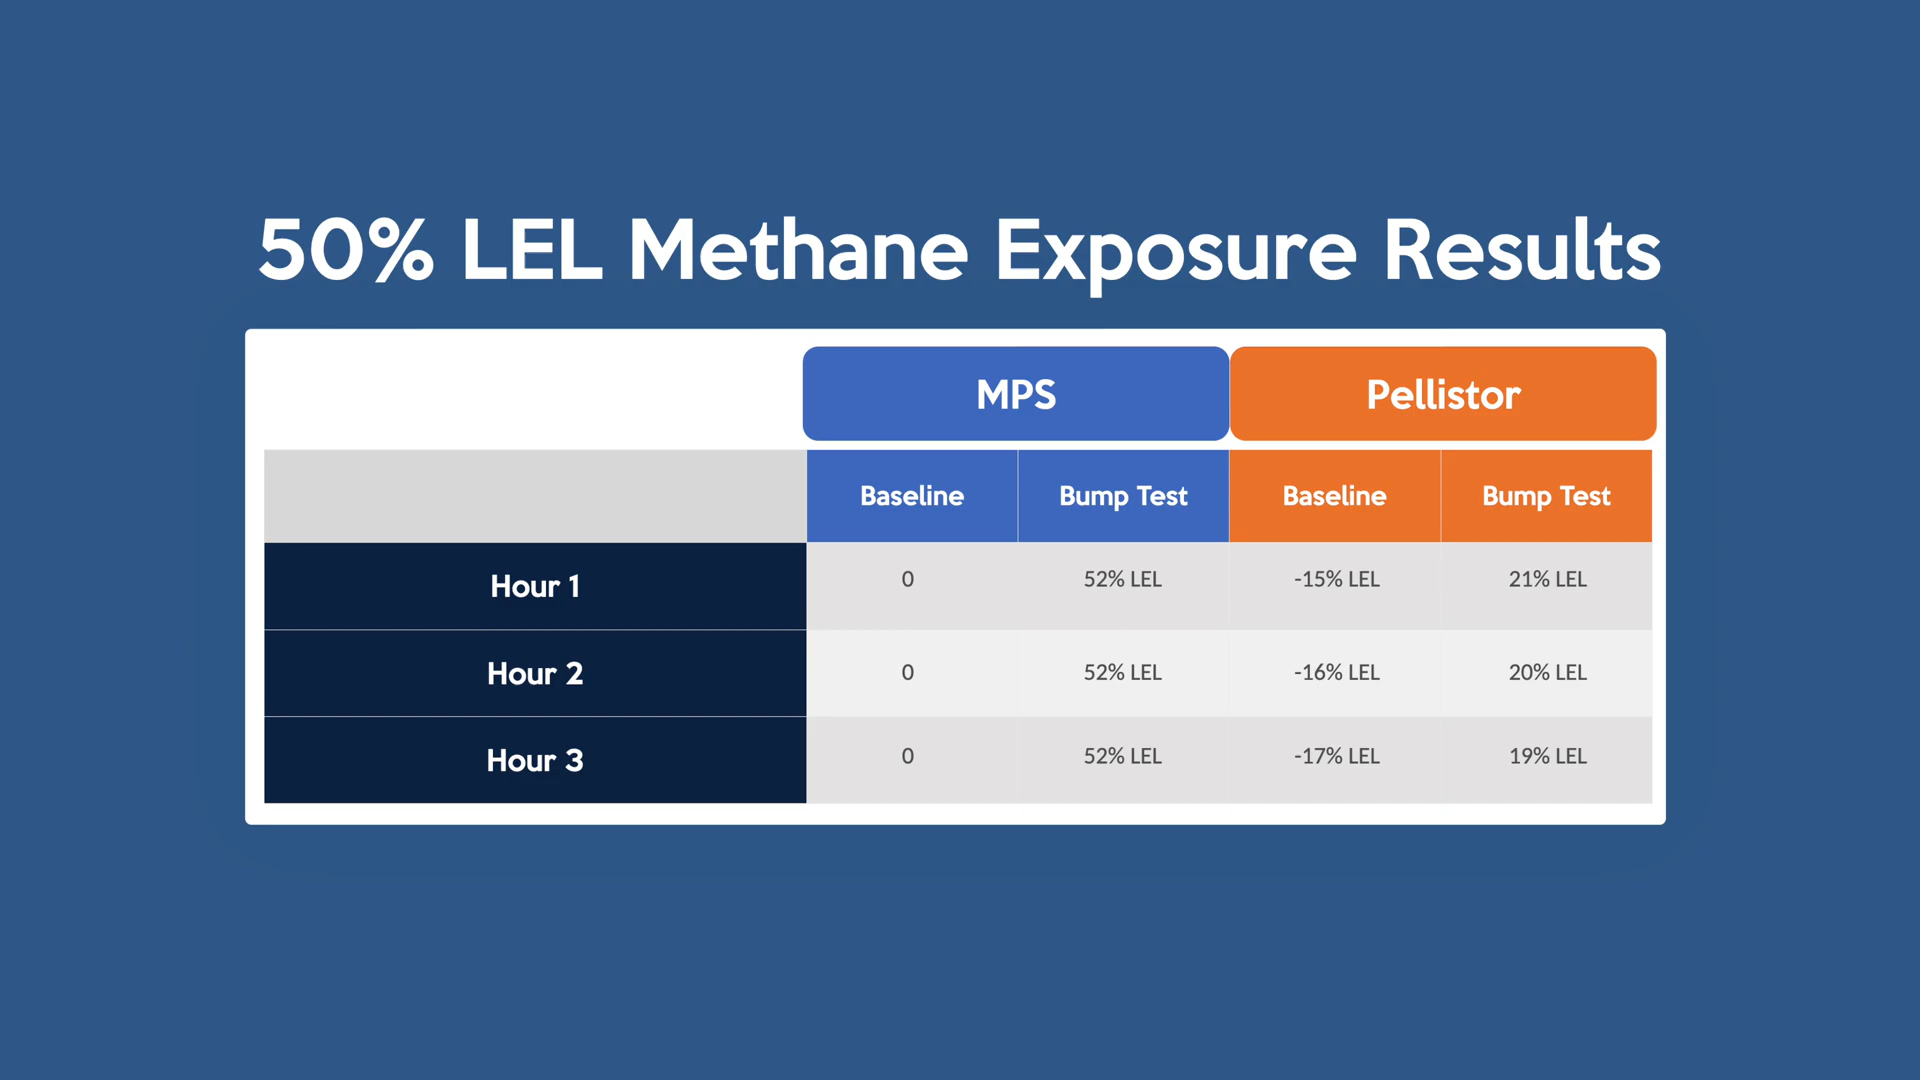 50% LEL Methane Exposure Results
MPS Pellistor
Baseline Bump Test Baseline Bump Test
Hour 1 0 52% LEL -15% LEL 21% LEL
Hour 2 0 52% LEL -16% LEL 20% LEL
Hour 3 0 52% LEL -17% LEL 19% LEL